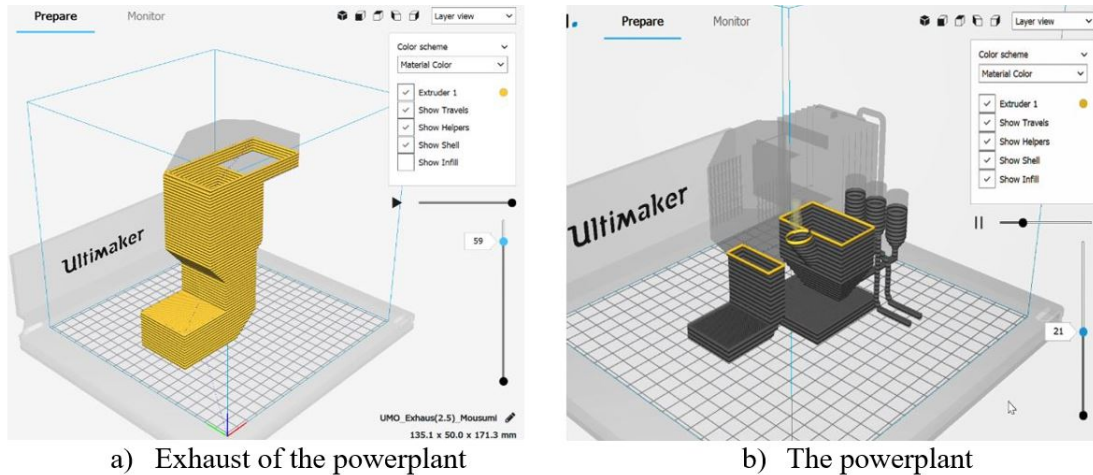 Prepare
Monitor
Layer view
Color scheme
Material Color
Extruder 1
Show Travels
Show Helpers
Show Shell
Show Infill
59
Ultimaker
UMO_Exhaus(2.5)_Mousumi
135.1 x 50.0 x 171.3 mm
a) Exhaust of the powerplant
Prepare
Monitor
Layer view
Color scheme
Material Color
Extruder 1
Show Travels
Show Helpers
Show Shell
Show Infill
Ultimaker
21
b) The powerplant